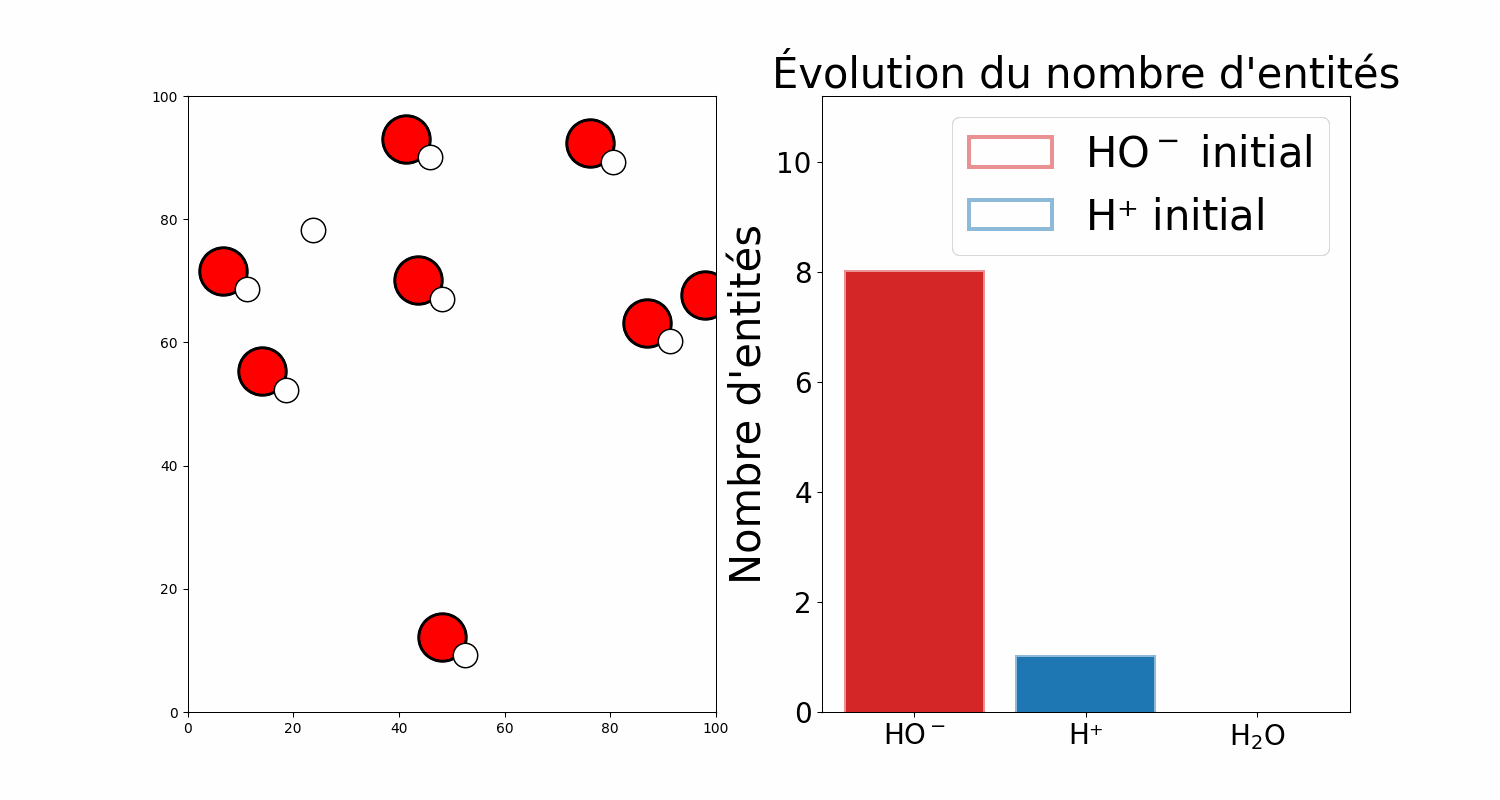 100
80
60
40
20
0
0 20 40 60 80 100
Évolution du nombre d'entités
HO⁻ initial
H⁺ initial
Nombre d'entités
10
8
6
4
2
0
HO⁻ H⁺ H₂O